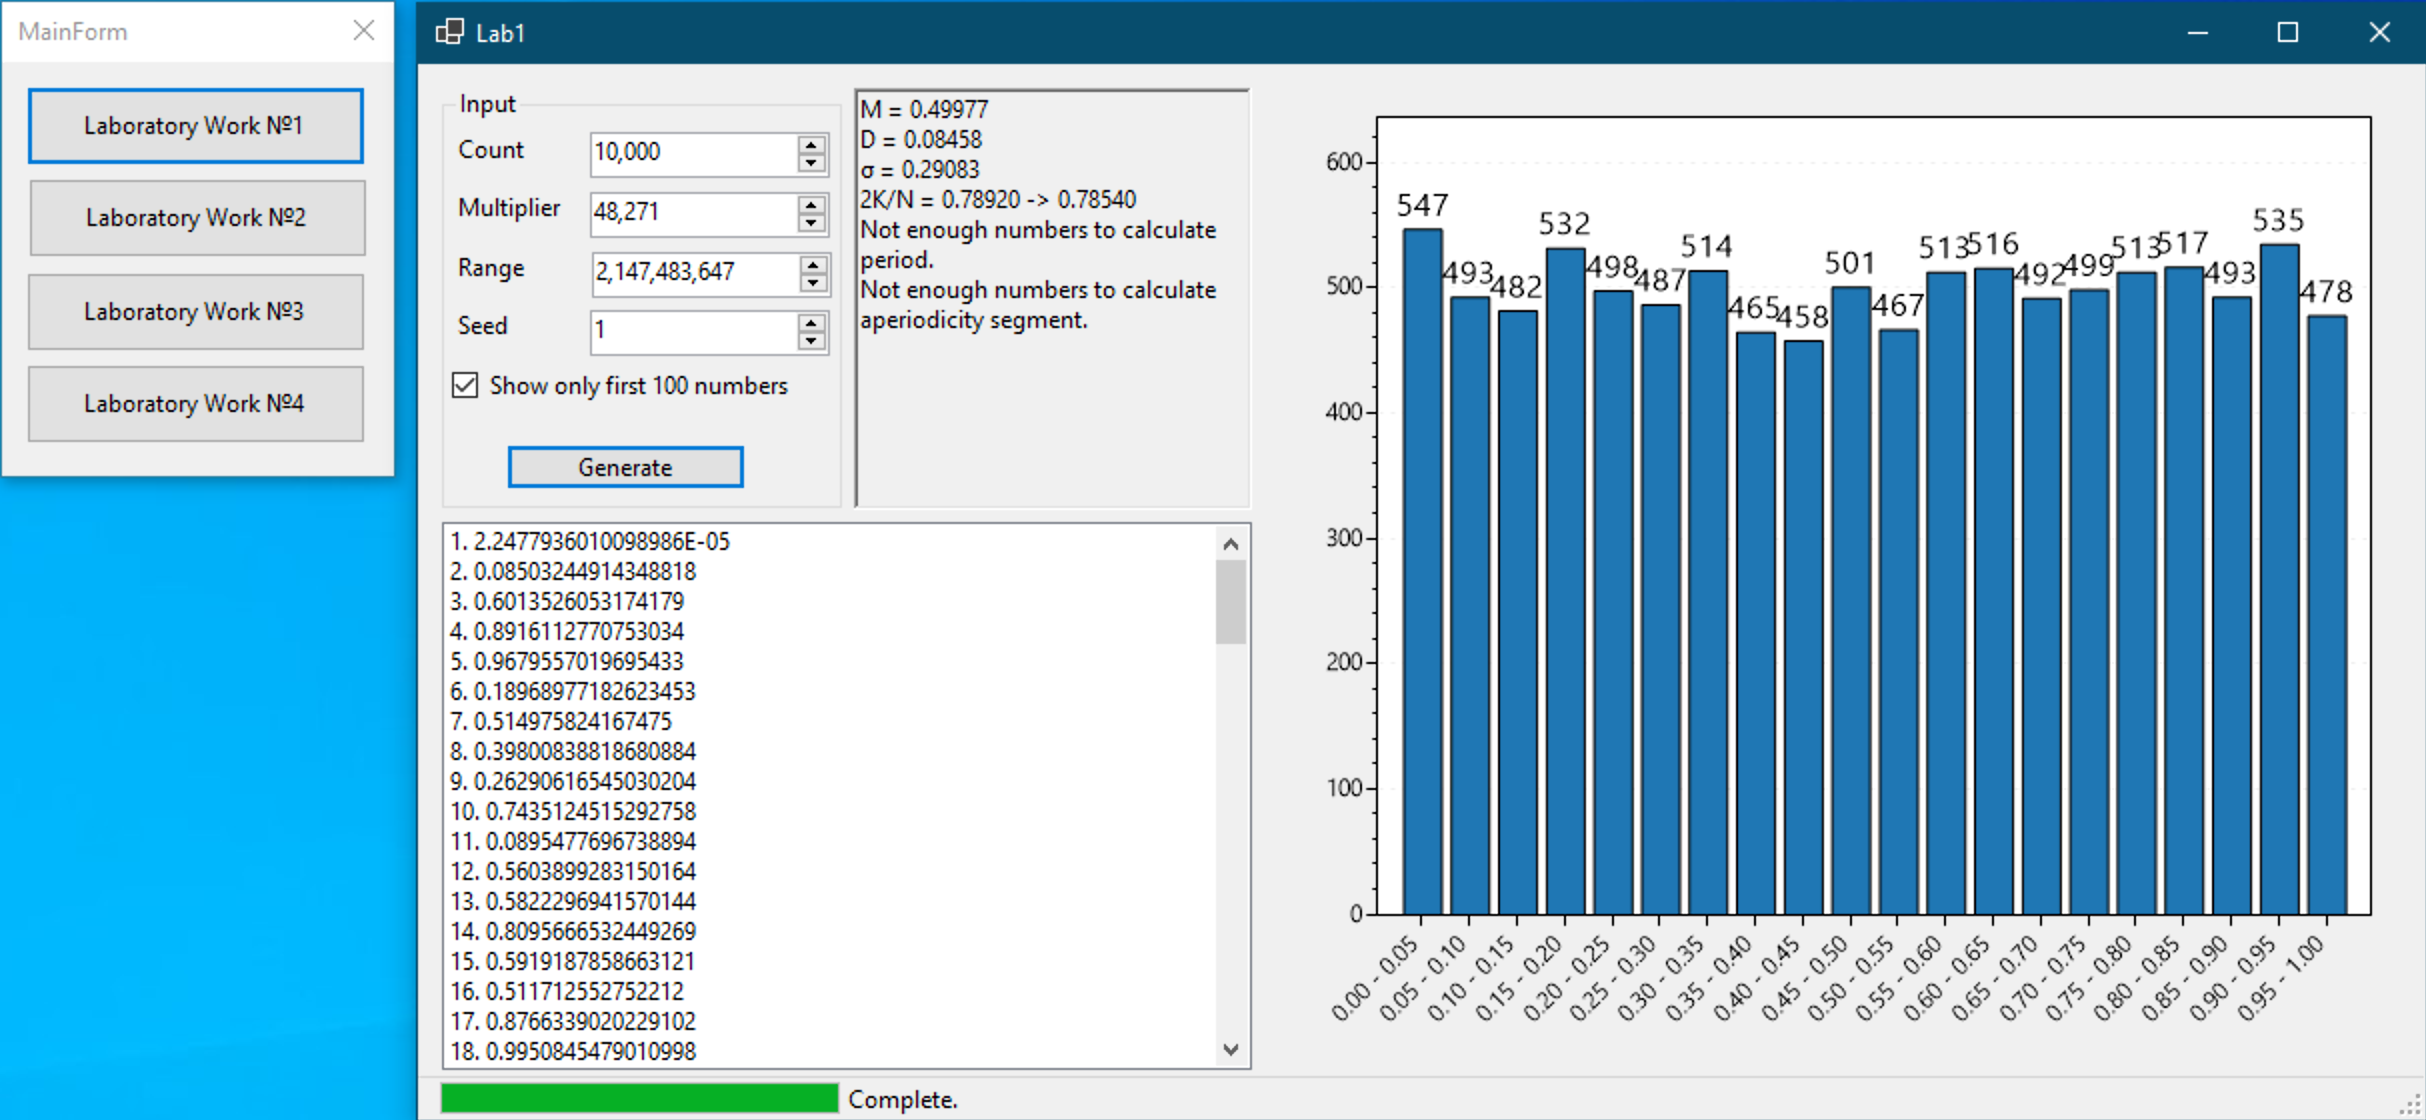 MainForm
Laboratory Work №1
Laboratory Work №2
Laboratory Work №3
Laboratory Work №4
Lab1
Input
Count
10,000
Multiplier
48,271
Range
2,147,483,647
Seed
1
Show only first 100 numbers
Generate
M = 0.49977
D = 0.08458
σ = 0.29083
2K/N = 0.78920 -> 0.78540
Not enough numbers to calculate
period.
Not enough numbers to calculate
aperiodicity segment.
1. 2.2477936010098986E-05
2. 0.08503244914348818
3. 0.6013526053174179
4. 0.8916112770753034
5. 0.9679557019695433
6. 0.18968977182623453
7. 0.514975824167475
8. 0.39800838818680884
9. 0.26290616545030204
10. 0.7435124515292758
11. 0.0895477696738894
12. 0.5603899283150164
13. 0.5822296941570144
14. 0.8095666532449269
15. 0.5919187858663121
16. 0.511712552752212
17. 0.8766339020229102
18. 0.9950845479010998
Complete.
600
500
400
300
200
100
0
547
493
482
532
498
487
514
465
458
501
467
513
516
492
499
513
517
493
535
478
0.00 - 0.05
0.05 - 0.10
0.10 - 0.15
0.15 - 0.20
0.20 - 0.25
0.25 - 0.30
0.30 - 0.35
0.35 - 0.40
0.40 - 0.45
0.45 - 0.50
0.50 - 0.55
0.55 - 0.60
0.60 - 0.65
0.65 - 0.70
0.70 - 0.75
0.75 - 0.80
0.80 - 0.85
0.85 - 0.90
0.90 - 0.95
0.95 - 1.00